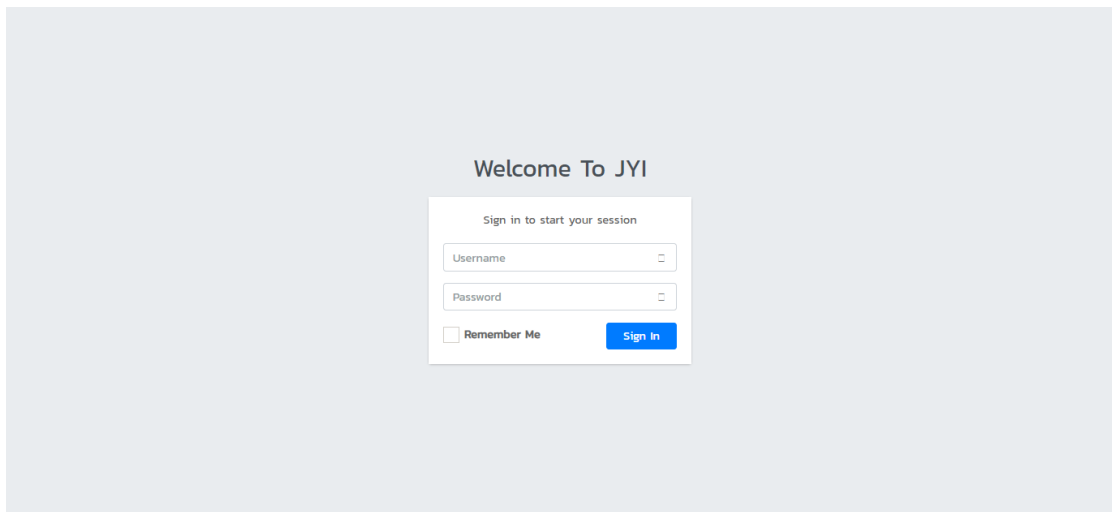 Welcome To JYI
Sign in to start your session
Username
Password
Remember Me
Sign In